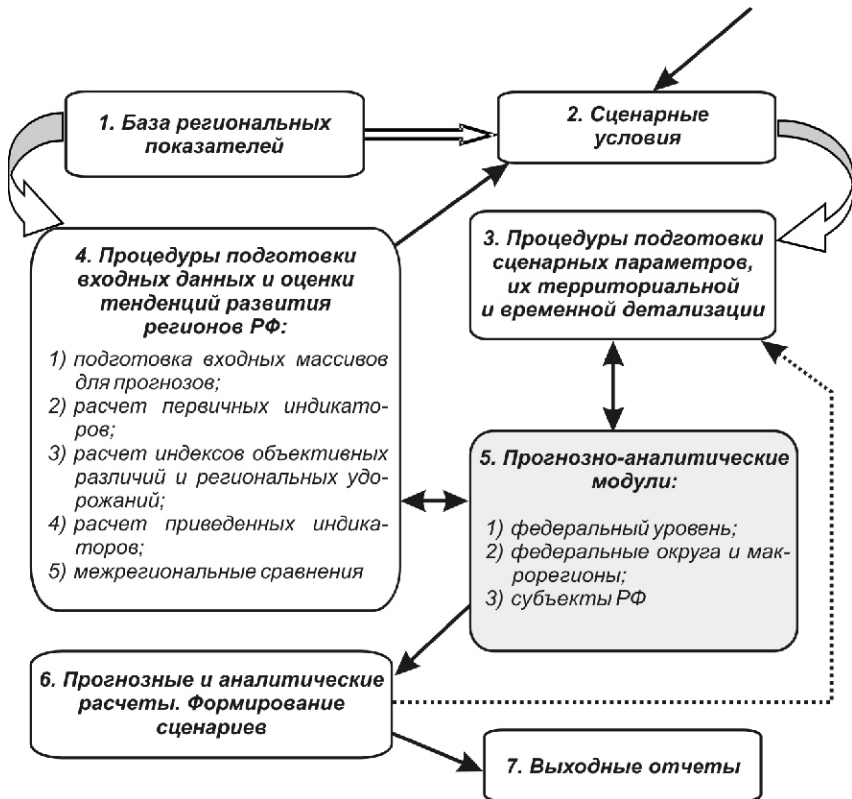 1. База региональных
показателей
2. Сценарные
условия
3. Процедуры подготовки
сценарных параметров,
их территориальной
и временной детализации
4. Процедуры подготовки
входных данных и оценки
тенденций развития
регионов РФ:
1) подготовка входных массивов
для прогнозов;
2) расчет первичных индикато-
ров;
3) расчет индексов объективных
различий и региональных удо-
рожаний;
4) расчет приведенных индика-
торов;
5) межрегиональные сравнения
5. Прогнозно-аналитические
модули:
1) федеральный уровень;
2) федеральные округа и мак-
рорегионы;
3) субъекты РФ
6. Прогнозные и аналитические
расчеты. Формирование
сценариев
7. Выходные отчеты